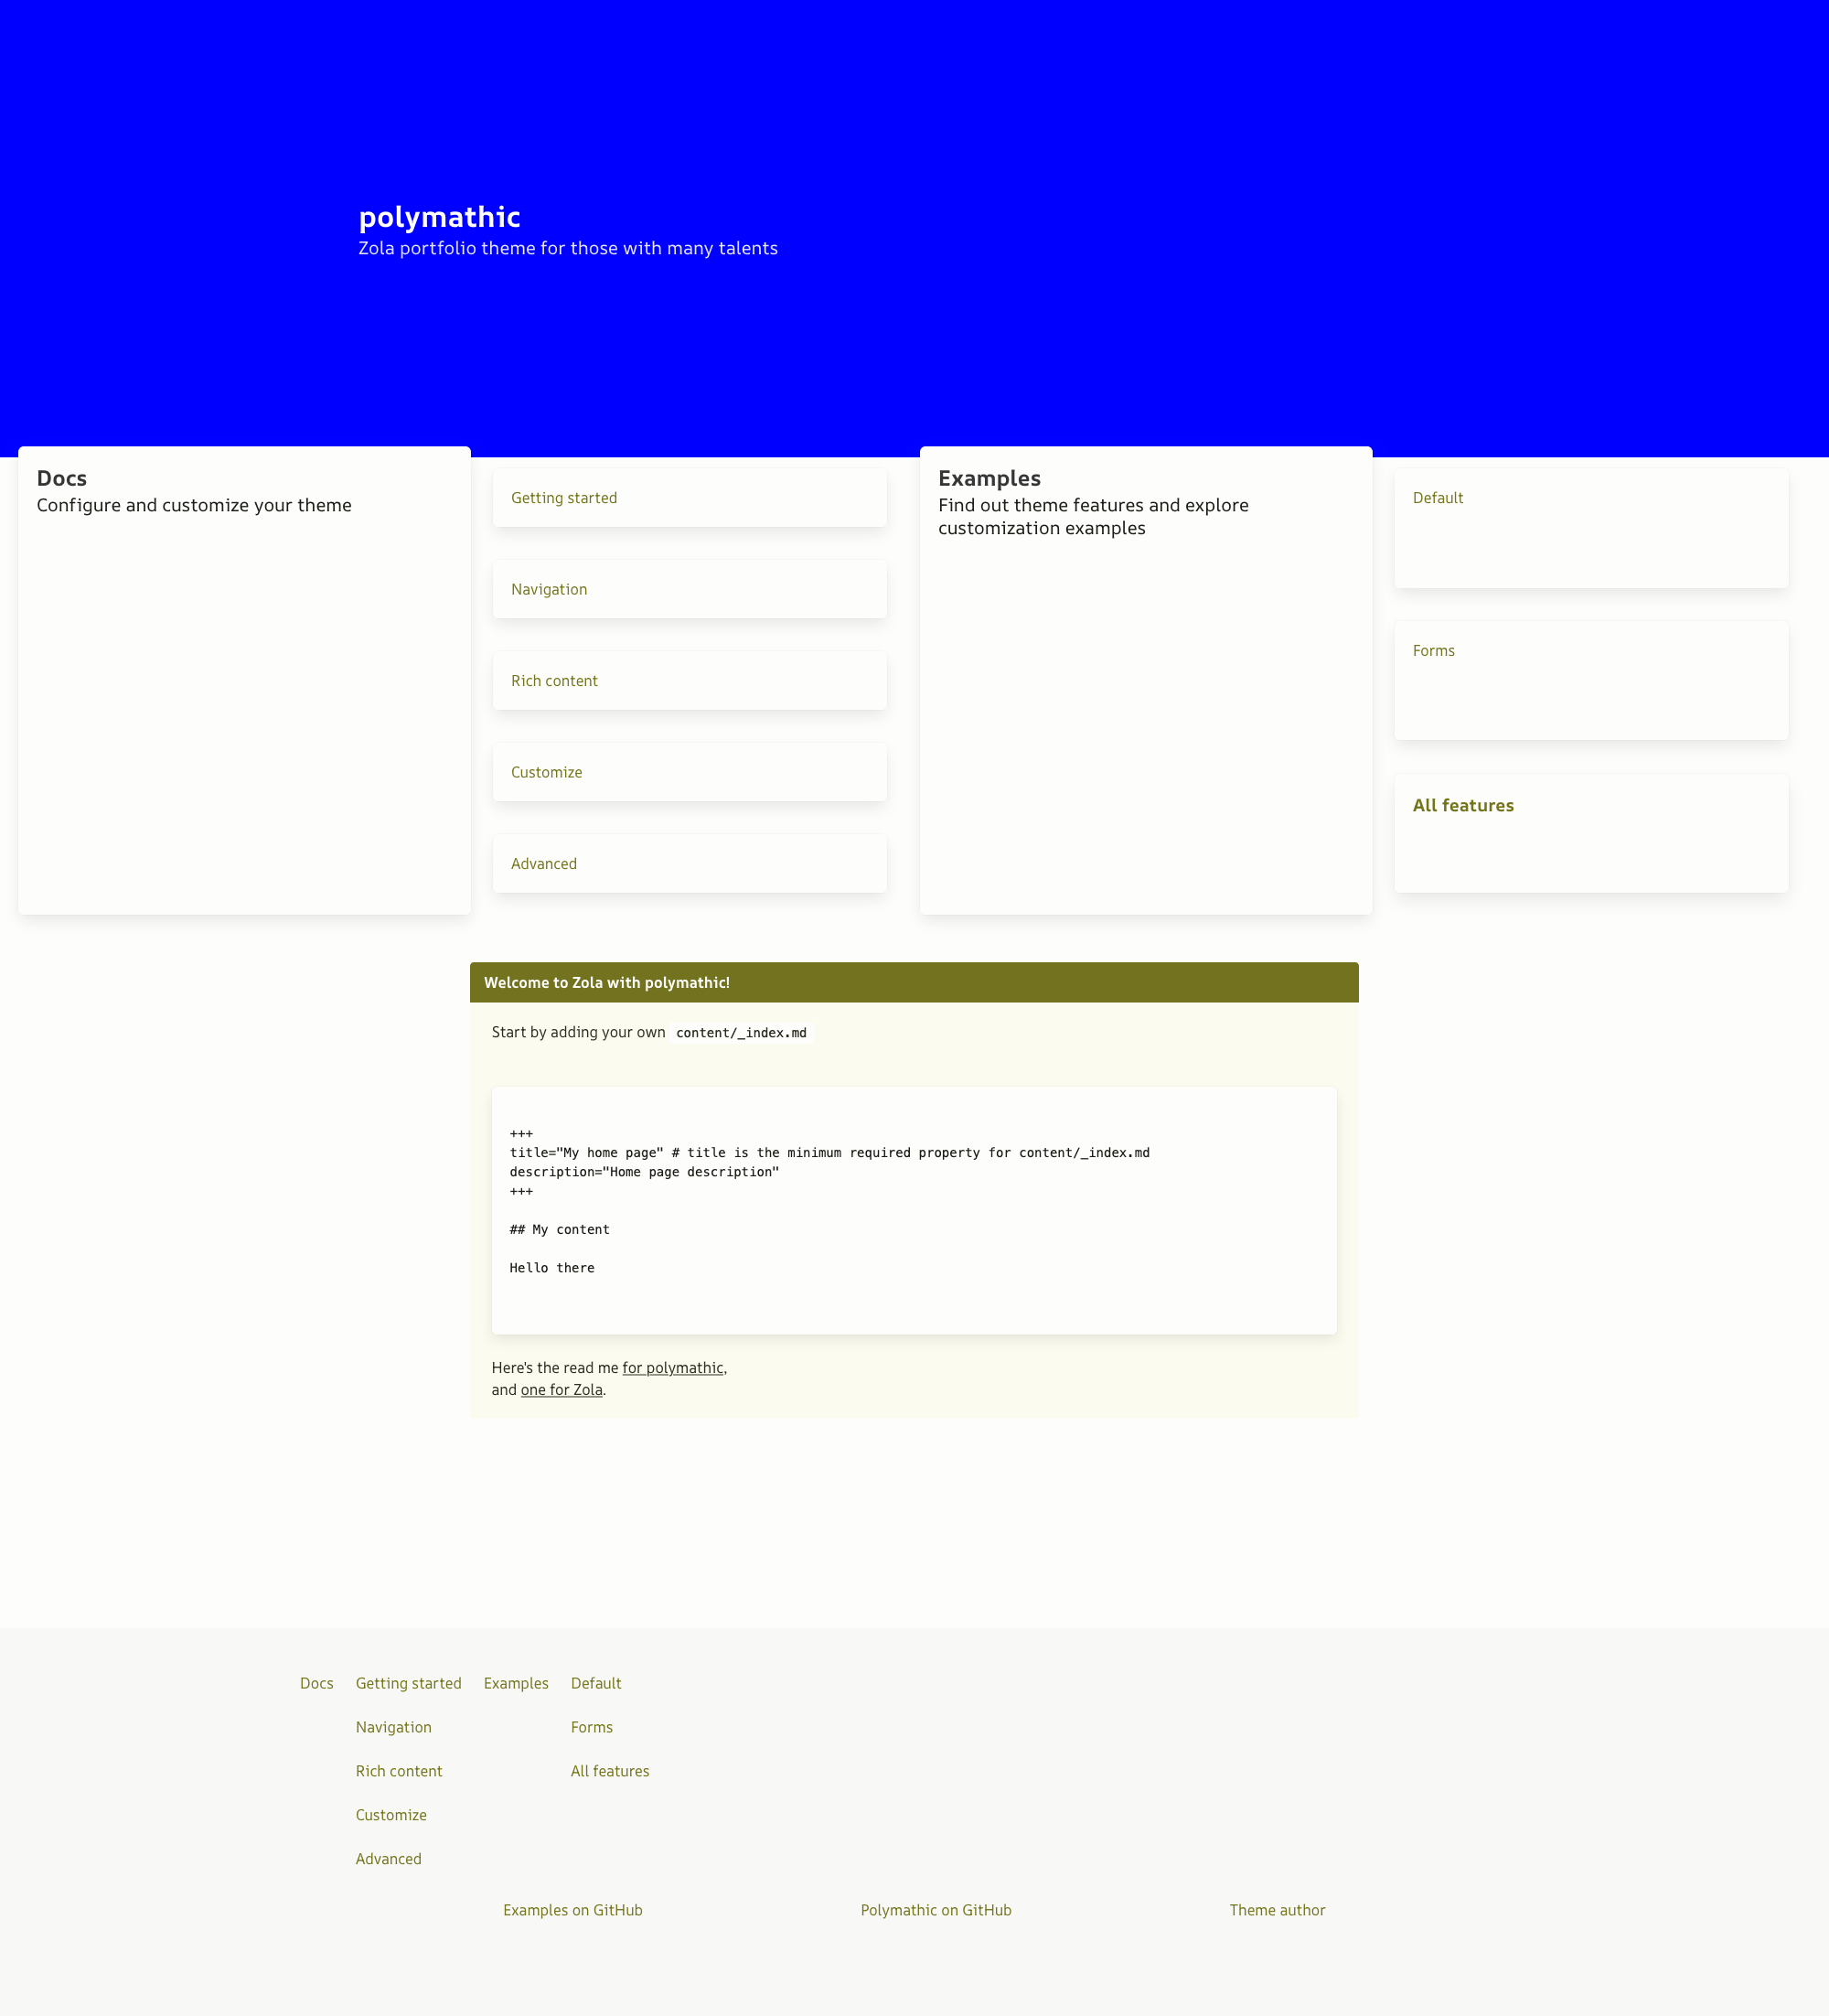 polymathic
Zola portfolio theme for those with many talents
Docs
Configure and customize your theme
Getting started
Navigation
Rich content
Customize
Advanced
Examples
Find out theme features and explore
customization examples
Default
Forms
All features
Welcome to Zola with polymathic!
Start by adding your own content/_index.md
+++
title="My home page" # title is the minimum required property for content/_index.md
description="Home page description"
+++
## My content
Hello there
Here's the read me for polymathic,
and one for Zola.
Docs
Getting started
Navigation
Rich content
Customize
Advanced
Examples
Default
Forms
All features
Examples on GitHub
Polymathic on GitHub
Theme author